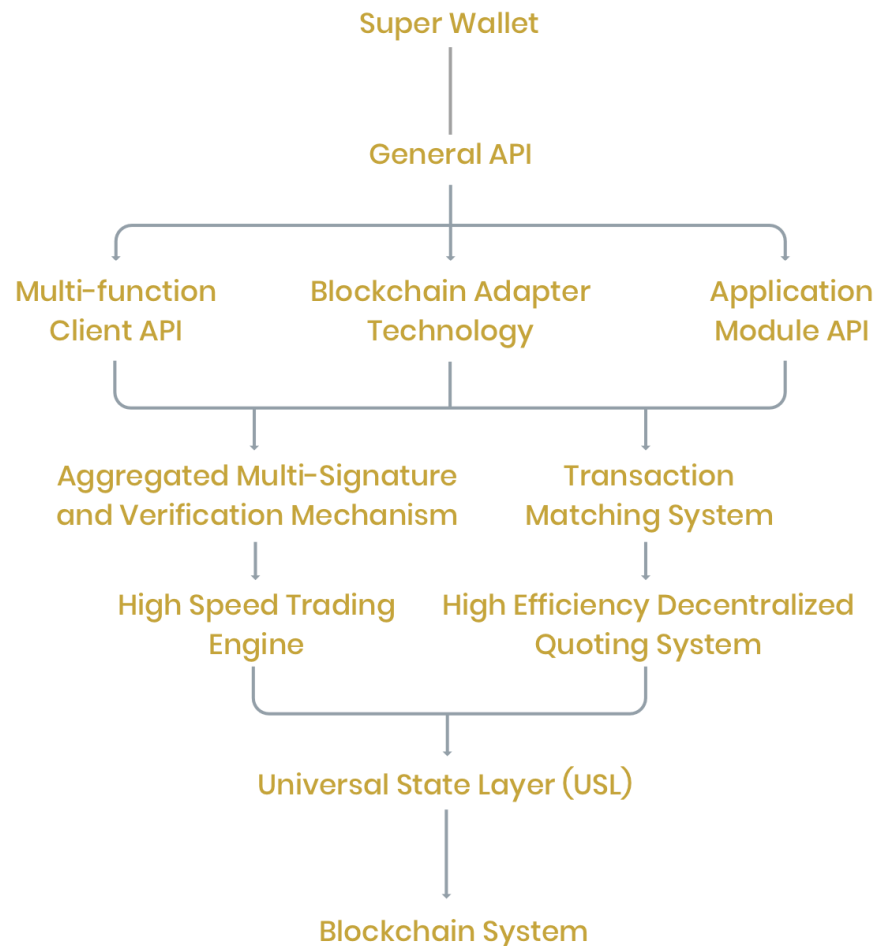 Super Wallet
General API
Multi-function
Client API
Blockchain Adapter
Technology
Application
Module API
Aggregated Multi-Signature
and Verification Mechanism
Transaction
Matching System
High Speed Trading
Engine
High Efficiency Decentralized
Quoting System
Universal State Layer (USL)
Blockchain System